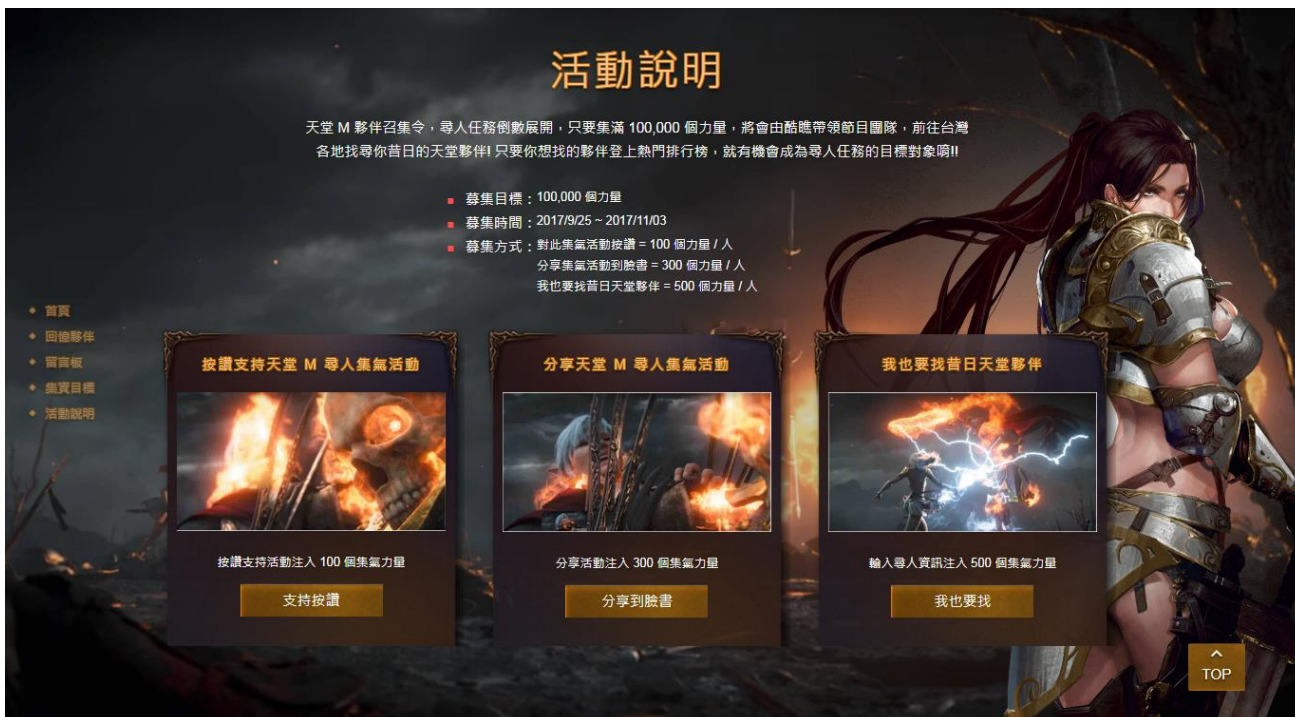 活動說明
天堂 M 夥伴召集令，尋人任務倒數展開，只要集滿 100,000 個力量，將會由酷瞧帶領節目團隊，前往台灣
各地找尋你昔日的天堂夥伴! 只要你想找的夥伴登上熱門排行榜，就有機會成為尋人任務的目標對象唷!!
募集目標：100,000 個力量
募集時間：2017/9/25 ~ 2017/11/03
募集方式：對此集氣活動按讚 = 100 個力量 / 人
分享集氣活動到臉書 = 300 個力量 / 人
我也要找昔日天堂夥伴 = 500 個力量 / 人
首頁
回憶夥伴
留言板
集資目標
活動說明
按讚支持天堂 M 尋人集氣活動
按讚支持活動注入 100 個集氣力量
支持按讚
分享天堂 M 尋人集氣活動
分享活動注入 300 個集氣力量
分享到臉書
我也要找昔日天堂夥伴
輸入尋人資訊注入 500 個集氣力量
我也要找
TOP